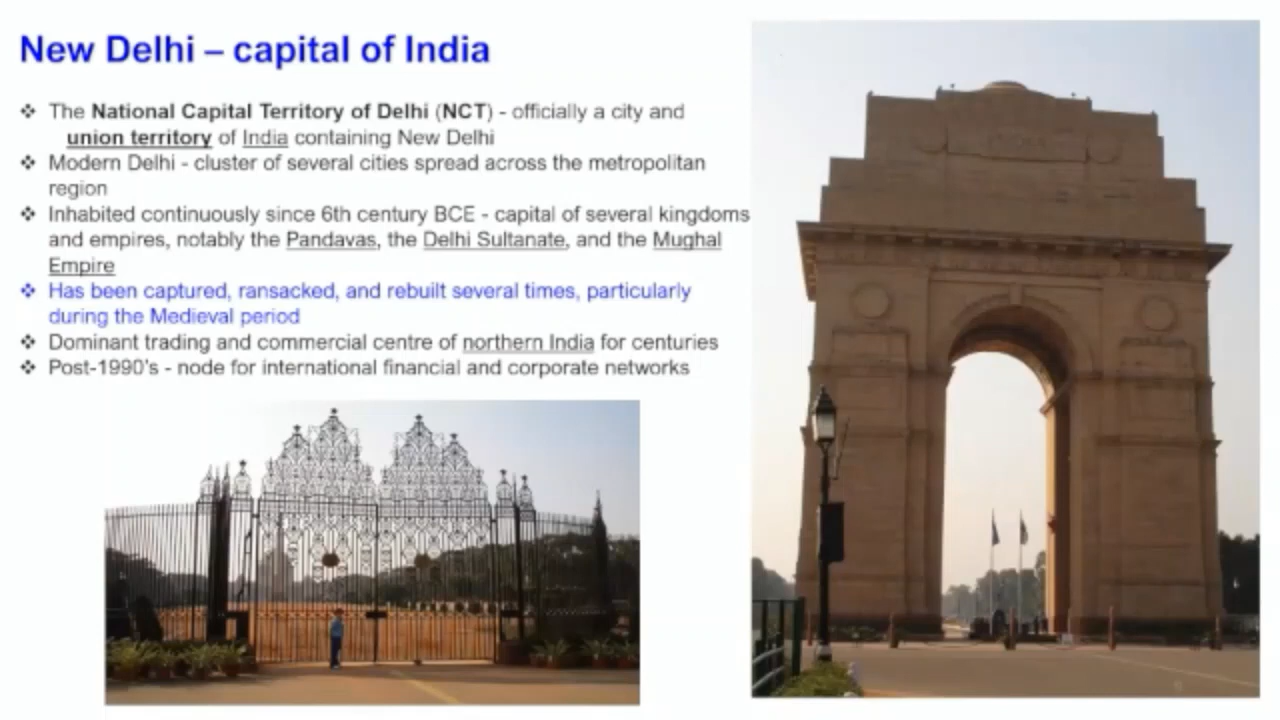 New Delhi – capital of India
❖ The National Capital Territory of Delhi (NCT) - officially a city and
union territory of India containing New Delhi
❖ Modern Delhi - cluster of several cities spread across the metropolitan
region
❖ Inhabited continuously since 6th century BCE - capital of several kingdoms
and empires, notably the Pandavas, the Delhi Sultanate, and the Mughal
Empire
❖ Has been captured, ransacked, and rebuilt several times, particularly
during the Medieval period
❖ Dominant trading and commercial centre of northern India for centuries
❖ Post-1990's - node for international financial and corporate networks